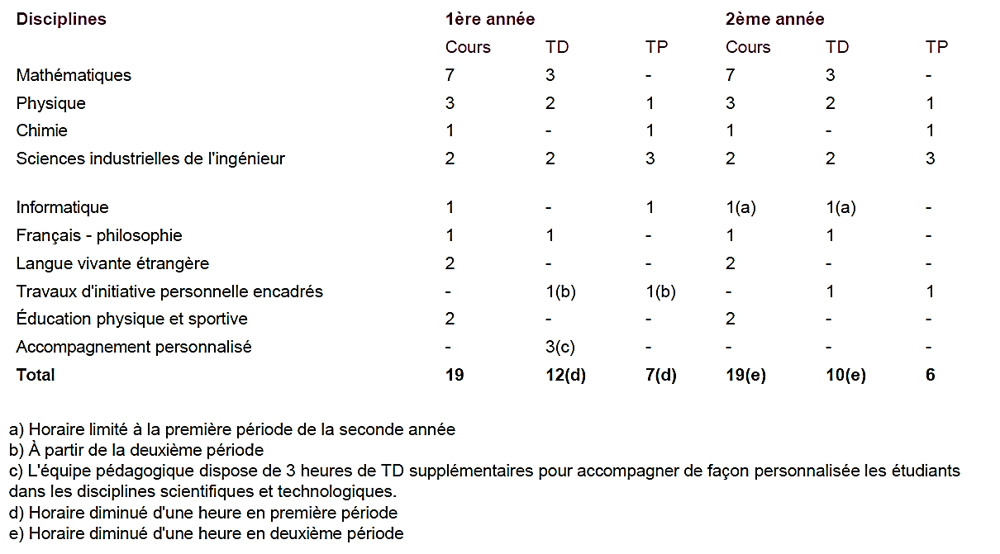 Disciplines 1ère année 2ème année
Cours TD TP Cours TD TP
Mathématiques 7 3 - 7 3 -
Physique 3 2 1 3 2 1
Chimie 1 - 1 1 - 1
Sciences industrielles de l'ingénieur 2 2 3 2 2 3
Informatique 1 - 1 1(a) 1(a) -
Français - philosophie 1 1 - 1 1 -
Langue vivante étrangère 2 - - 2 - -
Travaux d'initiative personnelle encadrés - 1(b) 1(b) - 1 1
Éducation physique et sportive 2 - - 2 - -
Accompagnement personnalisé - 3(c) - - - -
Total 19 12(d) 7(d) 19(e) 10(e) 6
a) Horaire limité à la première période de la seconde année
b) À partir de la deuxième période
c) L'équipe pédagogique dispose de 3 heures de TD supplémentaires pour accompagner de façon personnalisée les étudiants
dans les disciplines scientifiques et technologiques.
d) Horaire diminué d'une heure en première période
e) Horaire diminué d'une heure en deuxième période